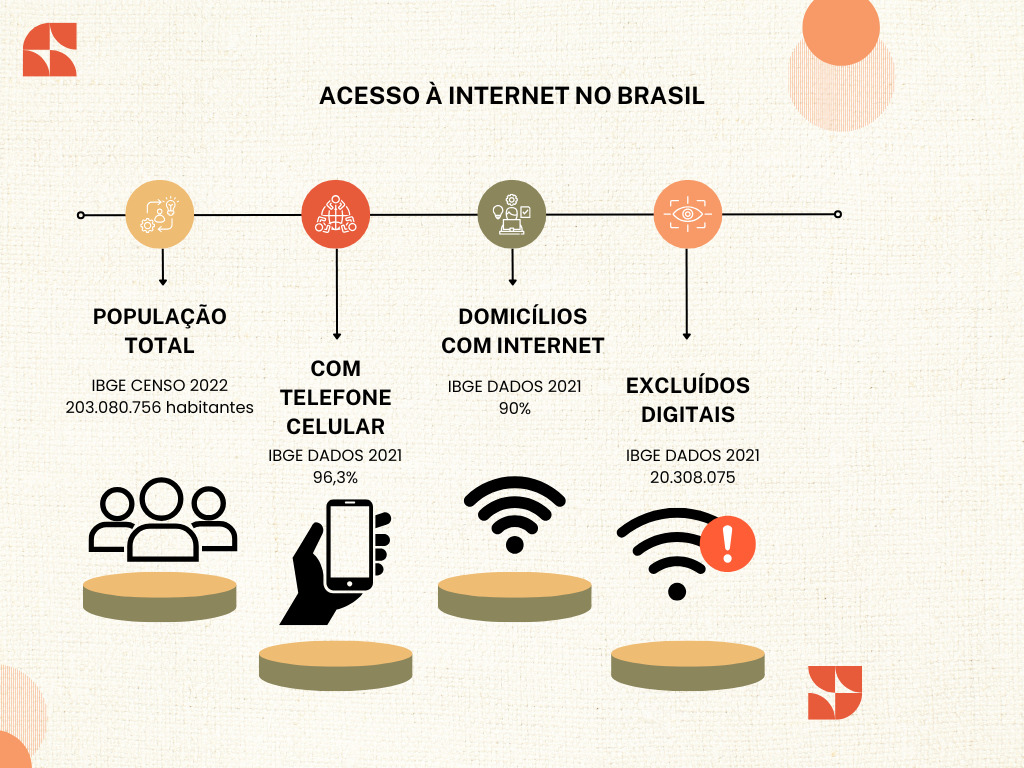 ACESSO À INTERNET NO BRASIL
POPULAÇÃO
TOTAL
IBGE CENSO 2022
203.080.756 habitantes
COM
TELEFONE
CELULAR
IBGE DADOS 2021
96,3%
DOMICÍLIOS
COM INTERNET
IBGE DADOS 2021
90%
EXCLUÍDOS
DIGITAIS
IBGE DADOS 2021
20.308.075